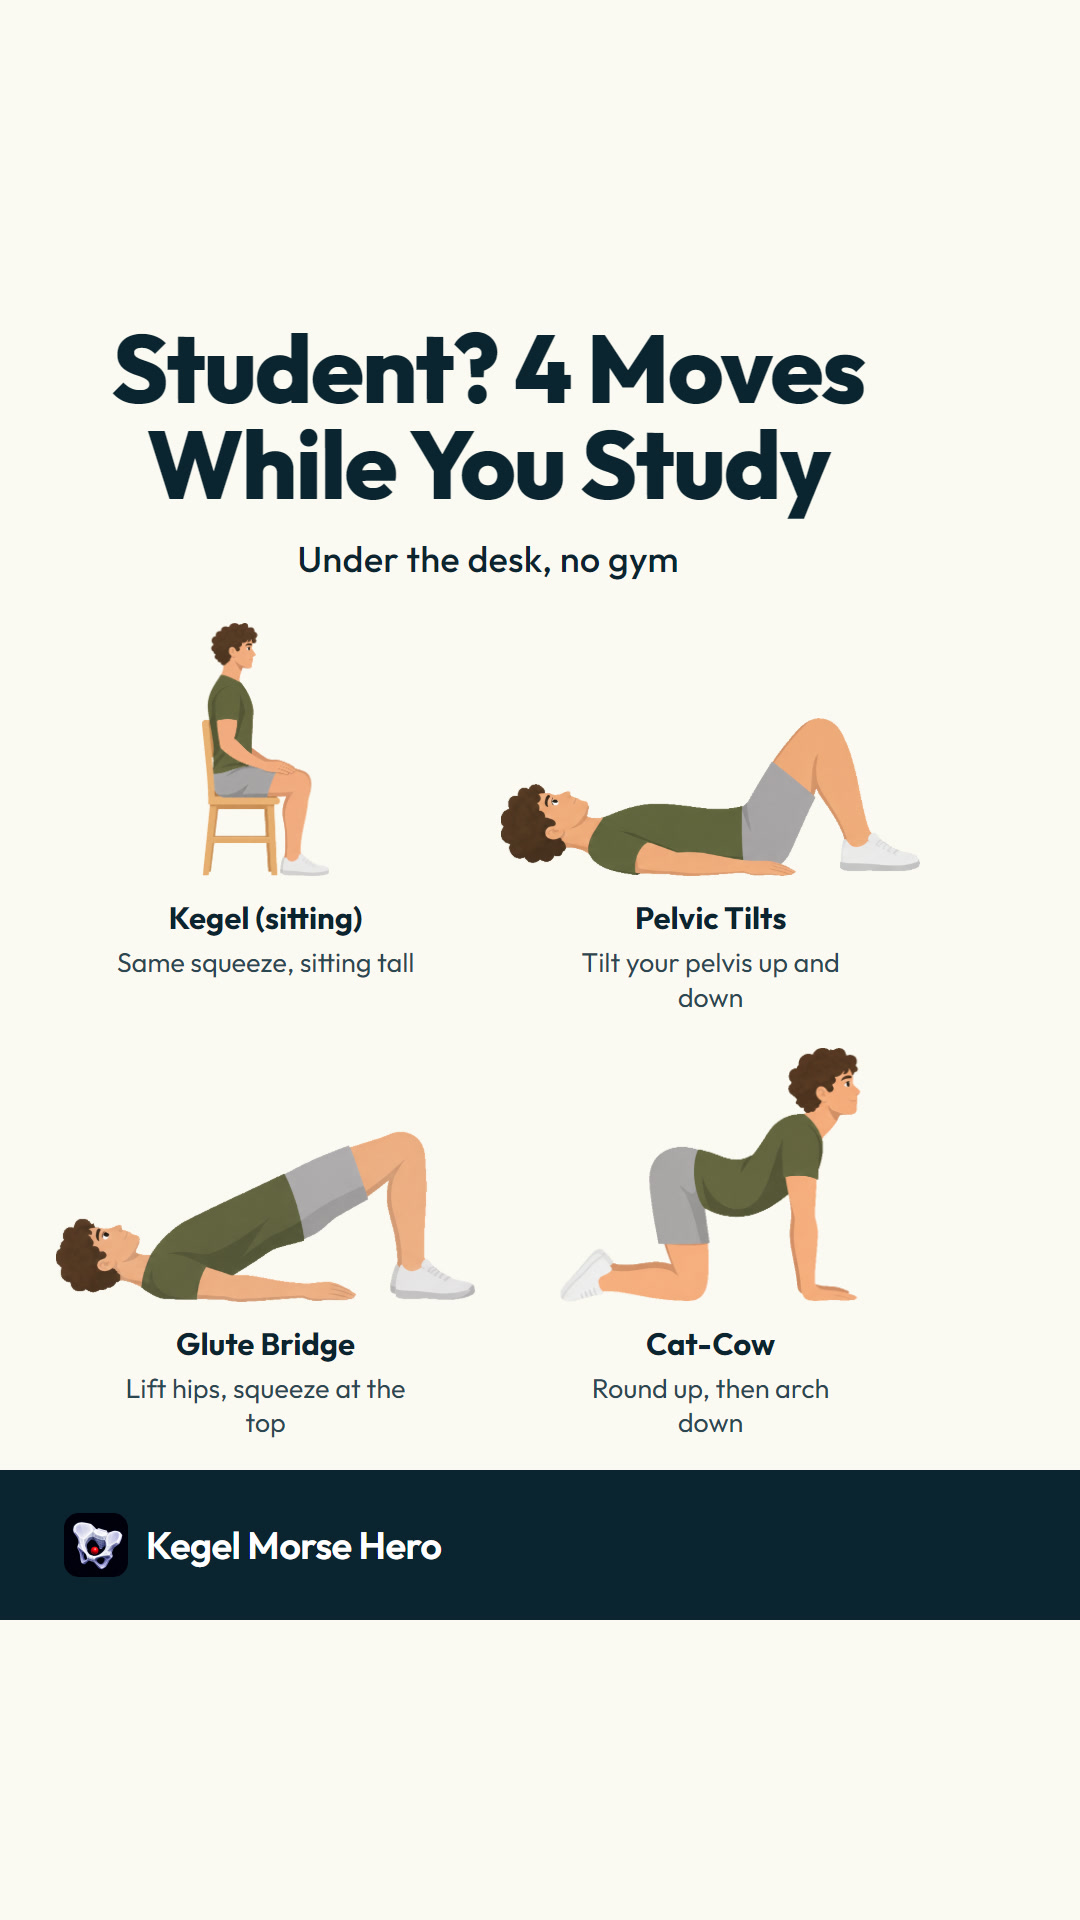 Student? 4 Moves
While You Study
Under the desk, no gym
Kegel (sitting)
Same squeeze, sitting tall
Pelvic Tilts
Tilt your pelvis up and
down
Glute Bridge
Lift hips, squeeze at the
top
Cat-Cow
Round up, then arch
down
Kegel Morse Hero